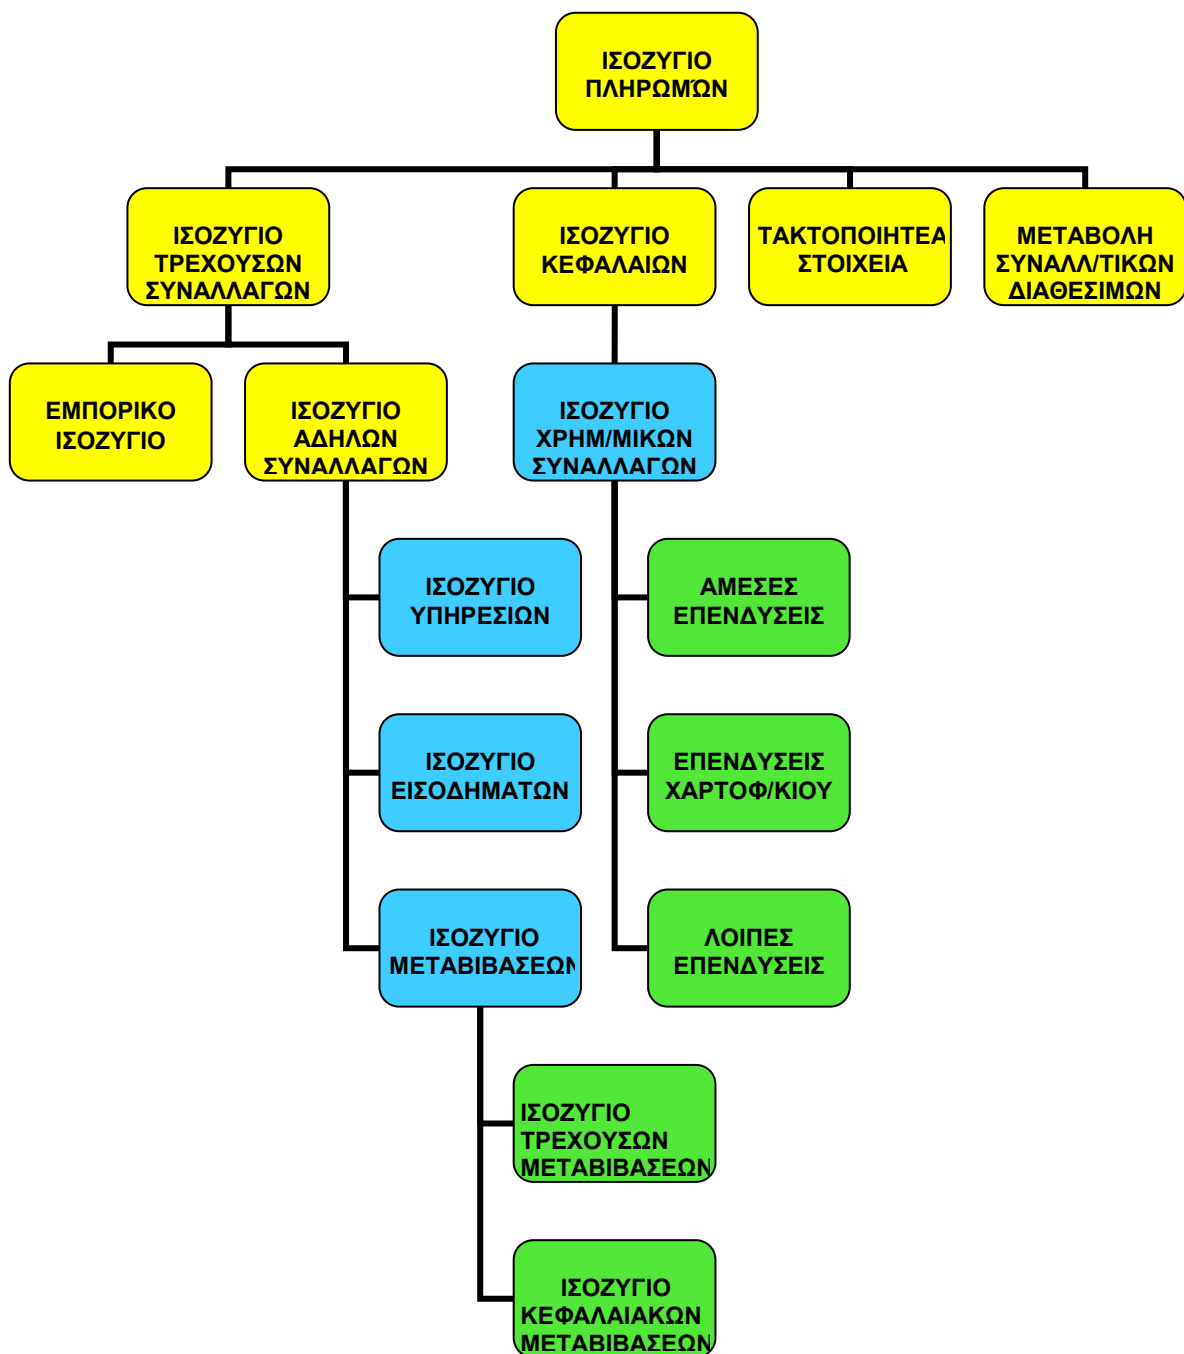 ΙΣΟΖΥΓΙΟ
ΠΛΗΡΩΜΏΝ
ΙΣΟΖΥΓΙΟ
ΤΡΕΧΟΥΣΩΝ
ΣΥΝΑΛΛΑΓΩΝ
ΙΣΟΖΥΓΙΟ
ΚΕΦΑΛΑΙΩΝ
ΤΑΚΤΟΠΟΙΗΤΕΑ
ΣΤΟΙΧΕΙΑ
ΜΕΤΑΒΟΛΗ
ΣΥΝΑΛΛ/ΤΙΚΩΝ
ΔΙΑΘΕΣΙΜΩΝ
ΕΜΠΟΡΙΚΟ
ΙΣΟΖΥΓΙΟ
ΙΣΟΖΥΓΙΟ
ΑΔΗΛΩΝ
ΣΥΝΑΛΛΑΓΩΝ
ΙΣΟΖΥΓΙΟ
ΧΡΗΜ/ΜΙΚΩΝ
ΣΥΝΑΛΛΑΓΩΝ
ΙΣΟΖΥΓΙΟ
ΥΠΗΡΕΣΙΩΝ
ΑΜΕΣΕΣ
ΕΠΕΝΔΥΣΕΙΣ
ΙΣΟΖΥΓΙΟ
ΕΙΣΟΔΗΜΑΤΩΝ
ΕΠΕΝΔΥΣΕΙΣ
ΧΑΡΤΟΦ/ΚΙΟΥ
ΙΣΟΖΥΓΙΟ
ΜΕΤΑΒΙΒΑΣΕΩΝ
ΛΟΙΠΕΣ
ΕΠΕΝΔΥΣΕΙΣ
ΙΣΟΖΥΓΙΟ
ΤΡΕΧΟΥΣΩΝ
ΜΕΤΑΒΙΒΑΣΕΩΝ
ΙΣΟΖΥΓΙΟ
ΚΕΦΑΛΑΙΑΚΩΝ
ΜΕΤΑΒΙΒΑΣΕΩΝ